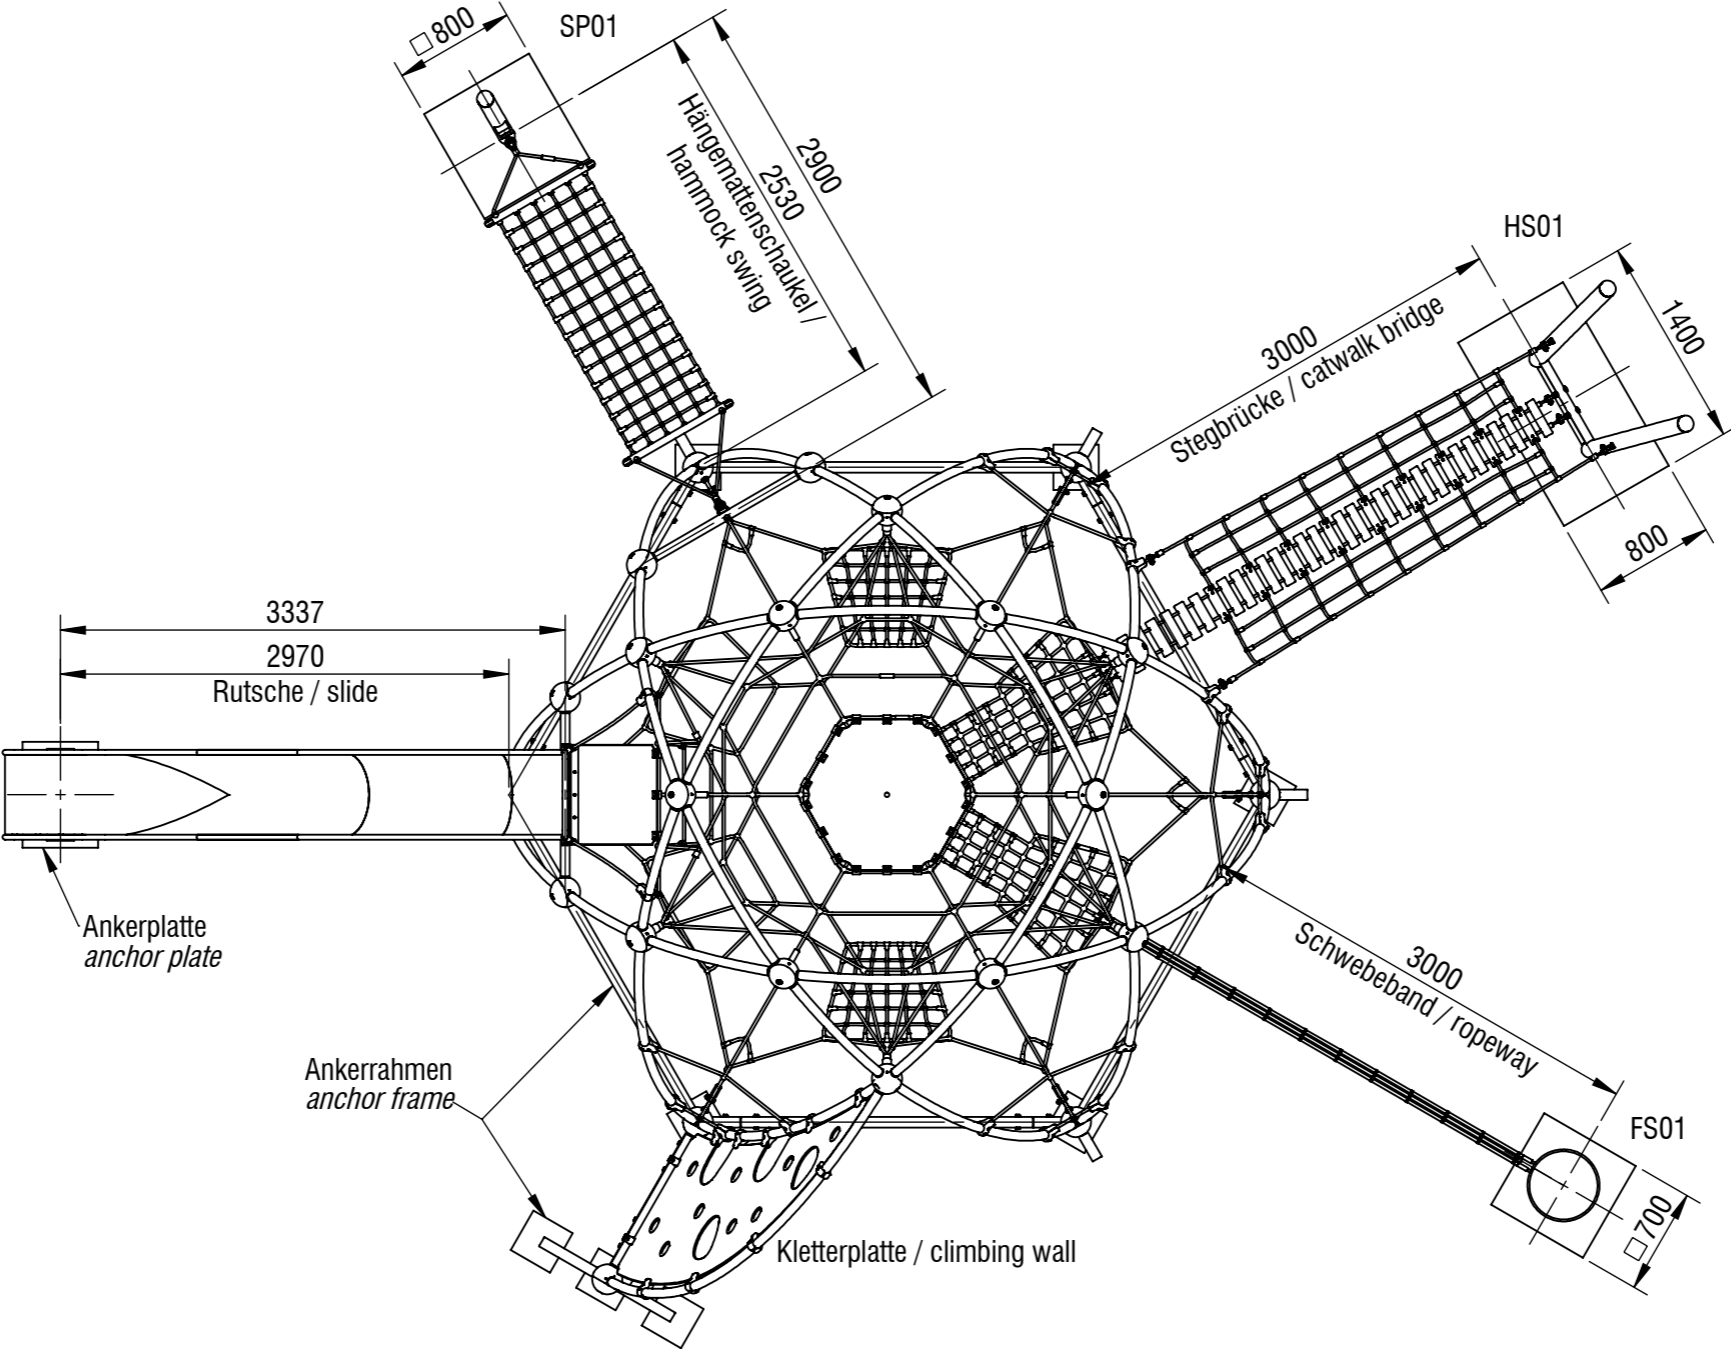 □800
SP01
2900
2530
Hängemattenschaukel /
hammock swing
HS01
1400
3000
Stegbrücke / catwalk bridge
800
3337
2970
Rutsche / slide
Ankerplatte
anchor plate
3000
Schwebeband / ropeway
Ankerrahmen
anchor frame
FS01
□700
Kletterplatte / climbing wall